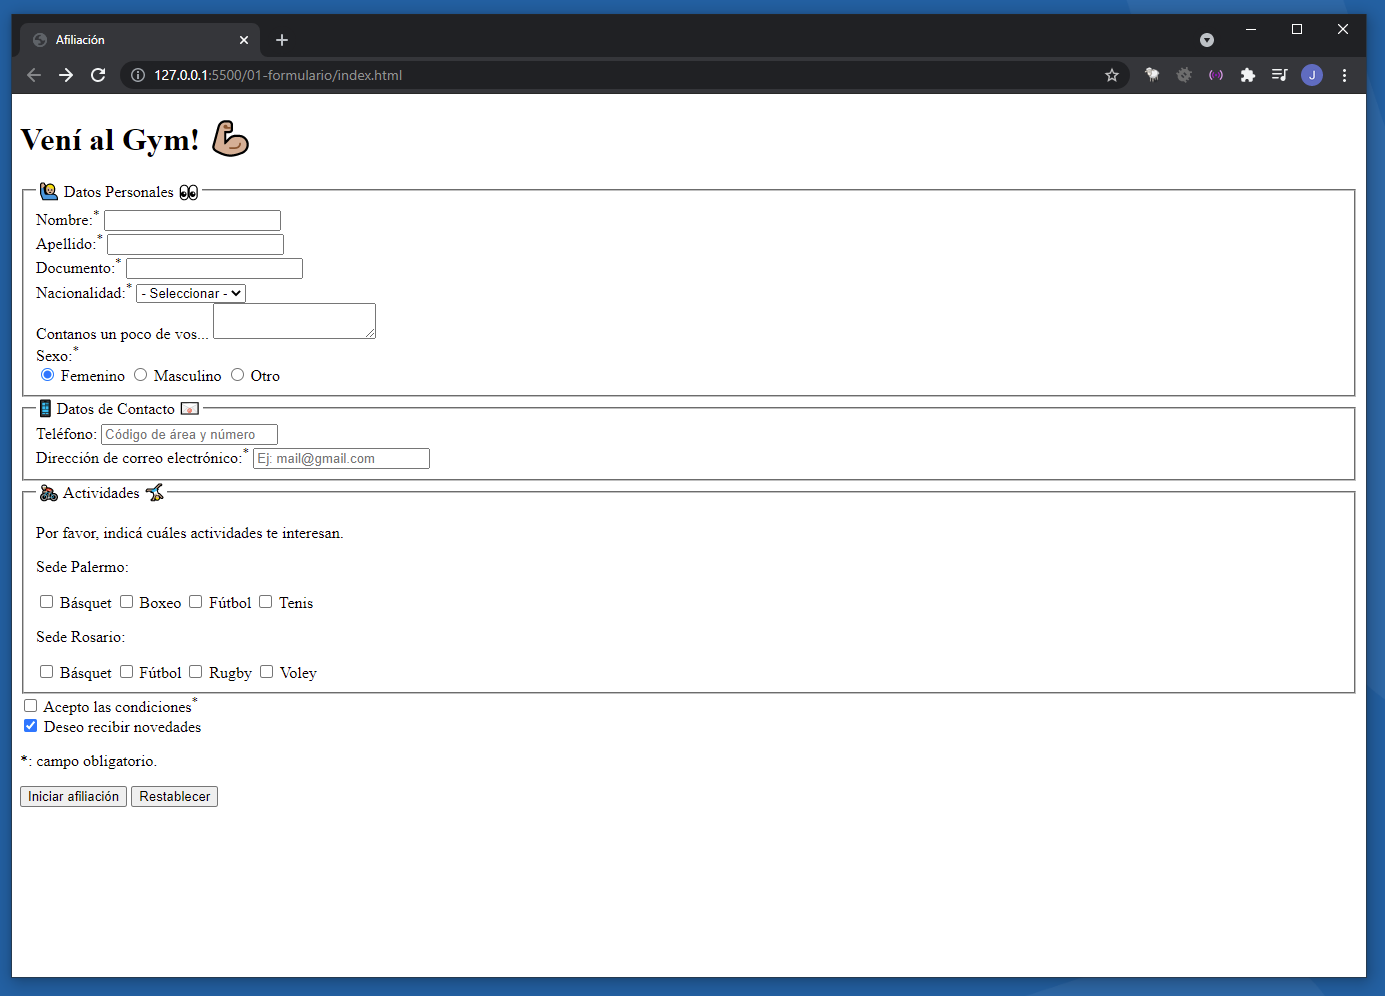 Afiliación
127.0.0.1:5500/01-formulario/index.html
J
Vení al Gym! 💪🏽
🙋 Datos Personales 👀
Nombre:*
Apellido:*
Documento:*
Nacionalidad:* - Seleccionar -
Contanos un poco de vos...
Sexo:*
Femenino Masculino Otro
📱 Datos de Contacto 💌
Teléfono: Código de área y número
Dirección de correo electrónico:* Ej: mail@gmail.com
🚵 Actividades 🤸
Por favor, indicá cuáles actividades te interesan.
Sede Palermo:
Básquet Boxeo Fútbol Tenis
Sede Rosario:
Básquet Fútbol Rugby Voley
Acepto las condiciones*
Deseo recibir novedades
*: campo obligatorio.
Iniciar afiliación Restablecer